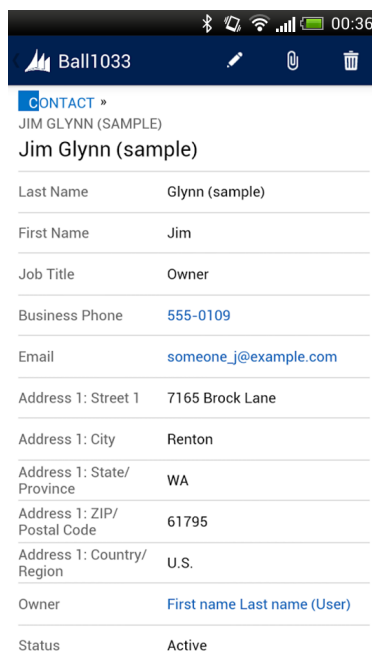 00:36
Ball1033
CONTACT »
JIM GLYNN (SAMPLE)
Jim Glynn (sample)
Last Name Glynn (sample)
First Name Jim
Job Title Owner
Business Phone 555-0109
Email someone_j@example.com
Address 1: Street 1 7165 Brock Lane
Address 1: City Renton
Address 1: State/
Province WA
Address 1: ZIP/
Postal Code 61795
Address 1: Country/
Region U.S.
Owner First name Last name (User)
Status Active